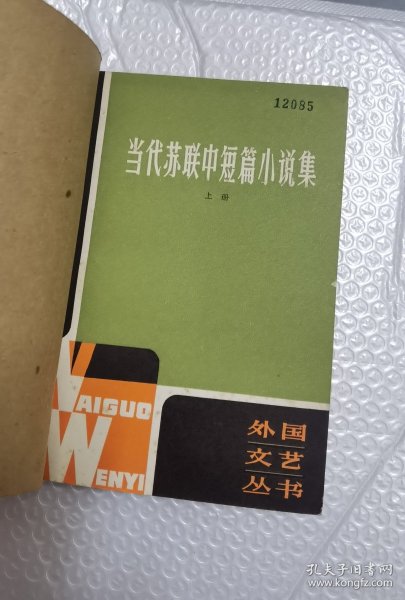 12085
当代苏联中短篇小说集
上册
WAIGUO
WENYI
外国
文艺
丛书
孔夫子旧书网
www.kongfz.com